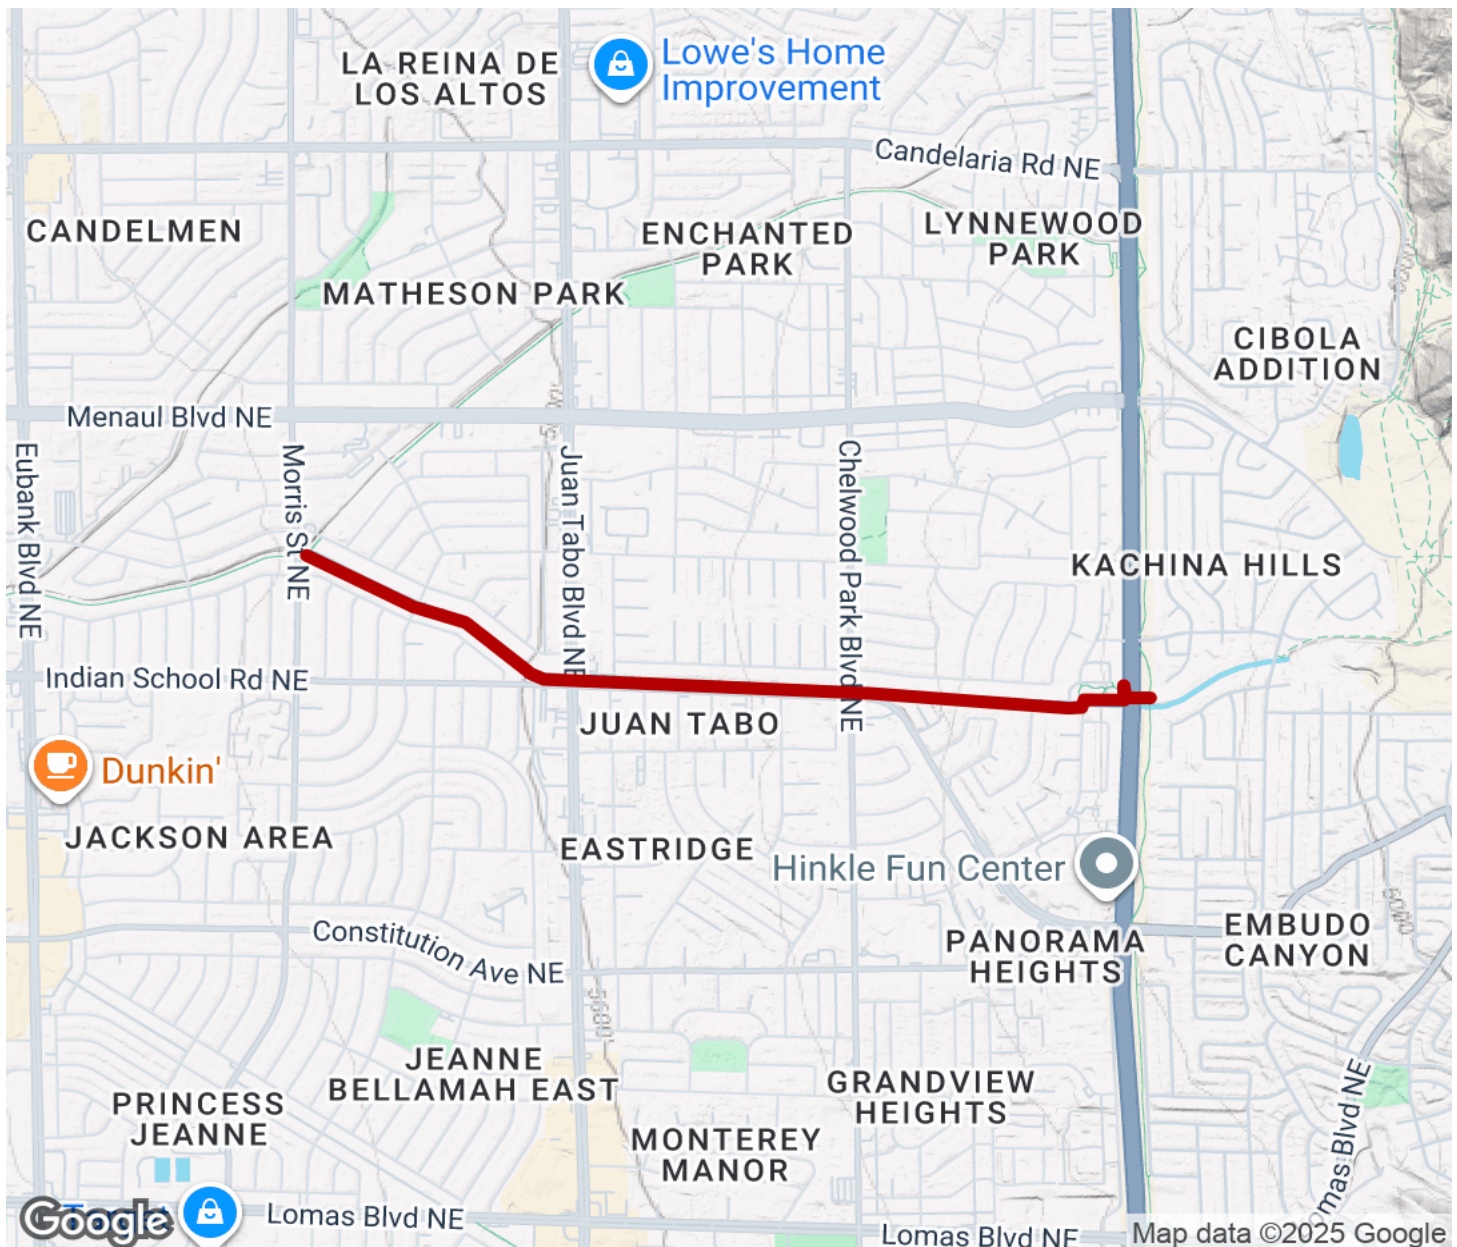 LA REINA DE
LOS ALTOS
Lowe's Home
Improvement
Candelaria Rd NE
CANDELMEN
ENCHANTED
PARK
LYNNEWOOD
PARK
MATHESON PARK
CIBOLA
ADDITION
Menaul Blvd NE
Eubank Blvd NE
Morris St NE
Juan Tabo Blvd NE
Chelwood Park Blvd NE
KACHINA HILLS
Indian School Rd NE
JUAN TABO
Dunkin'
JACKSON AREA
EASTRIDGE
Hinkle Fun Center
EMBUDO
CANYON
PANORAMA
HEIGHTS
Constitution Ave NE
JEANNE
BELLAMAH EAST
GRANDVIEW
HEIGHTS
PRINCESS
JEANNE
MONTEREY
MANOR
Lomas Blvd NE
Google
Lomas Blvd NE
Lomas Blvd NE
Map data ©2025 Google